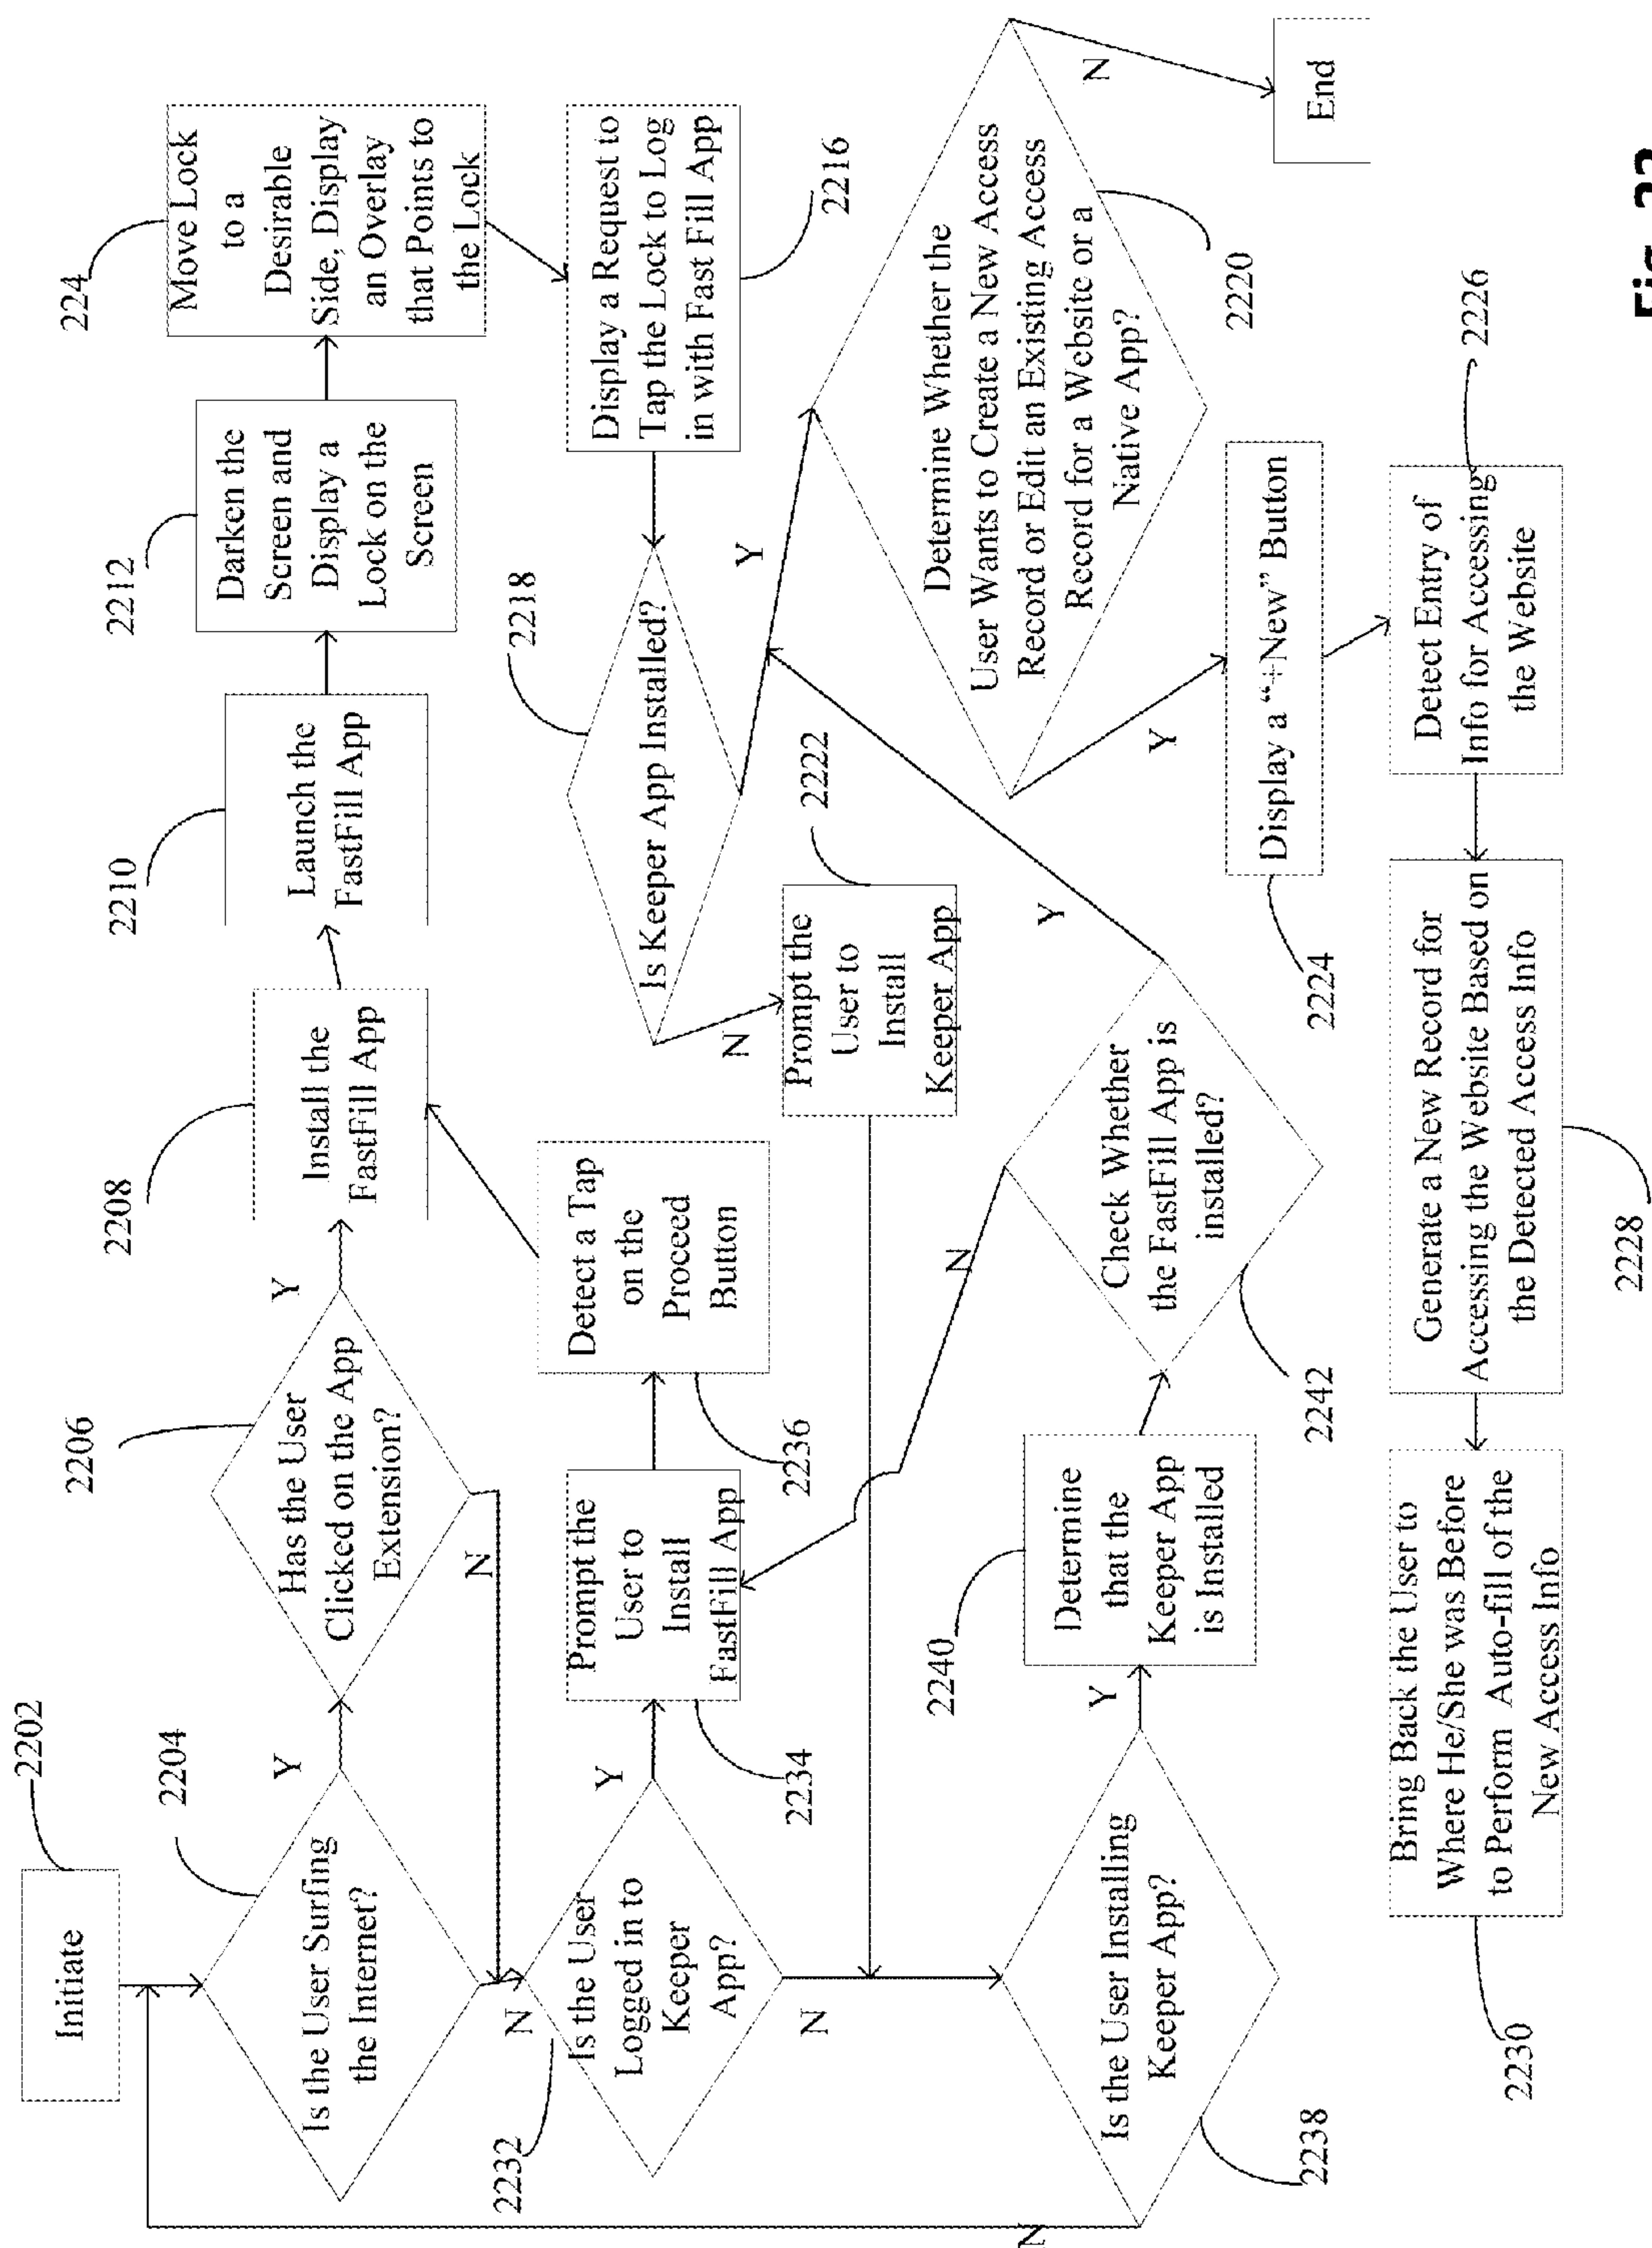 2202
Initiate
2204
Is the User Surfing
the Internet?
Y
N
2206
Has the User
Clicked on the App
Extension?
Y
N
2208
Install the
FastFill App
2210
Launch the
FastFill App
2212
Darken the
Screen and
Display a
Lock on the
Screen
224
Move Lock
to a
Desirable
Side, Display
an Overlay
that Points to
the Lock
2232
Is the User
Logged in to
Keeper
App?
Y
N
2234
Prompt the
User to
Install
FastFill App
2236
Detect a Tap
on the
Proceed
Button
2216
Display a Request to
Tap the Lock to Log
in with Fast Fill App
2218
Is Keeper App Installed?
Y
N
2222
Prompt the
User to
Install
Keeper App
2238
Is the User Installing
Keeper App?
Y
N
2240
Determine
that the
Keeper App
is Installed
2242
Check Whether
the FastFill App is
installed?
Y
N
2220
Determine Whether the
User Wants to Create a New Access
Record or Edit an Existing Access
Record for a Website or a
Native App?
Y
N
End
2224
Display a “+New” Button
2226
Detect Entry of
Info for Accessing
the Website
2228
Generate a New Record for
Accessing the Website Based on
the Detected Access Info
2230
Bring Back the User to
Where He/She was Before
to Perform Auto-fill of the
New Access Info